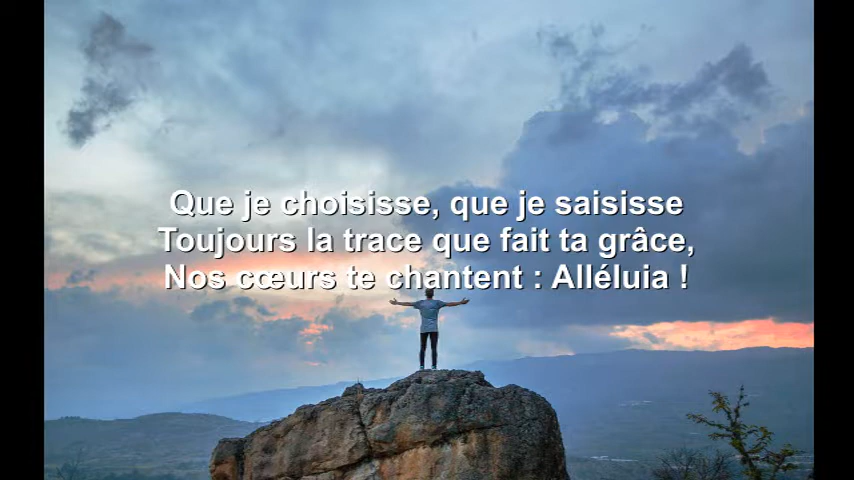 Que je choisisse, que je saisisse
Toujours la trace que fait ta grâce,
Nos cœurs te chantent : Alléluia !